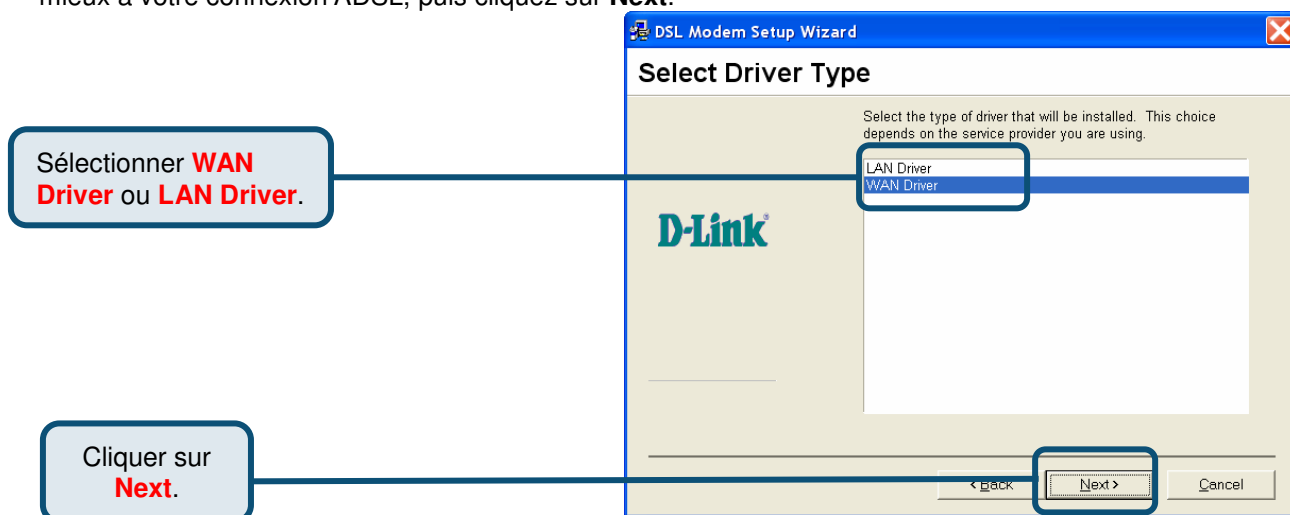 mieux à votre connexion ADSL, puis cliquez sur Next.
DSL Modem Setup Wizard
Select Driver Type
Select the type of driver that will be installed. This choice
depends on the service provider you are using.
Sélectionner WAN
Driver ou LAN Driver.
LAN Driver
WAN Driver
D-Link
Cliquer sur
Next.
< Back
Next >
Cancel